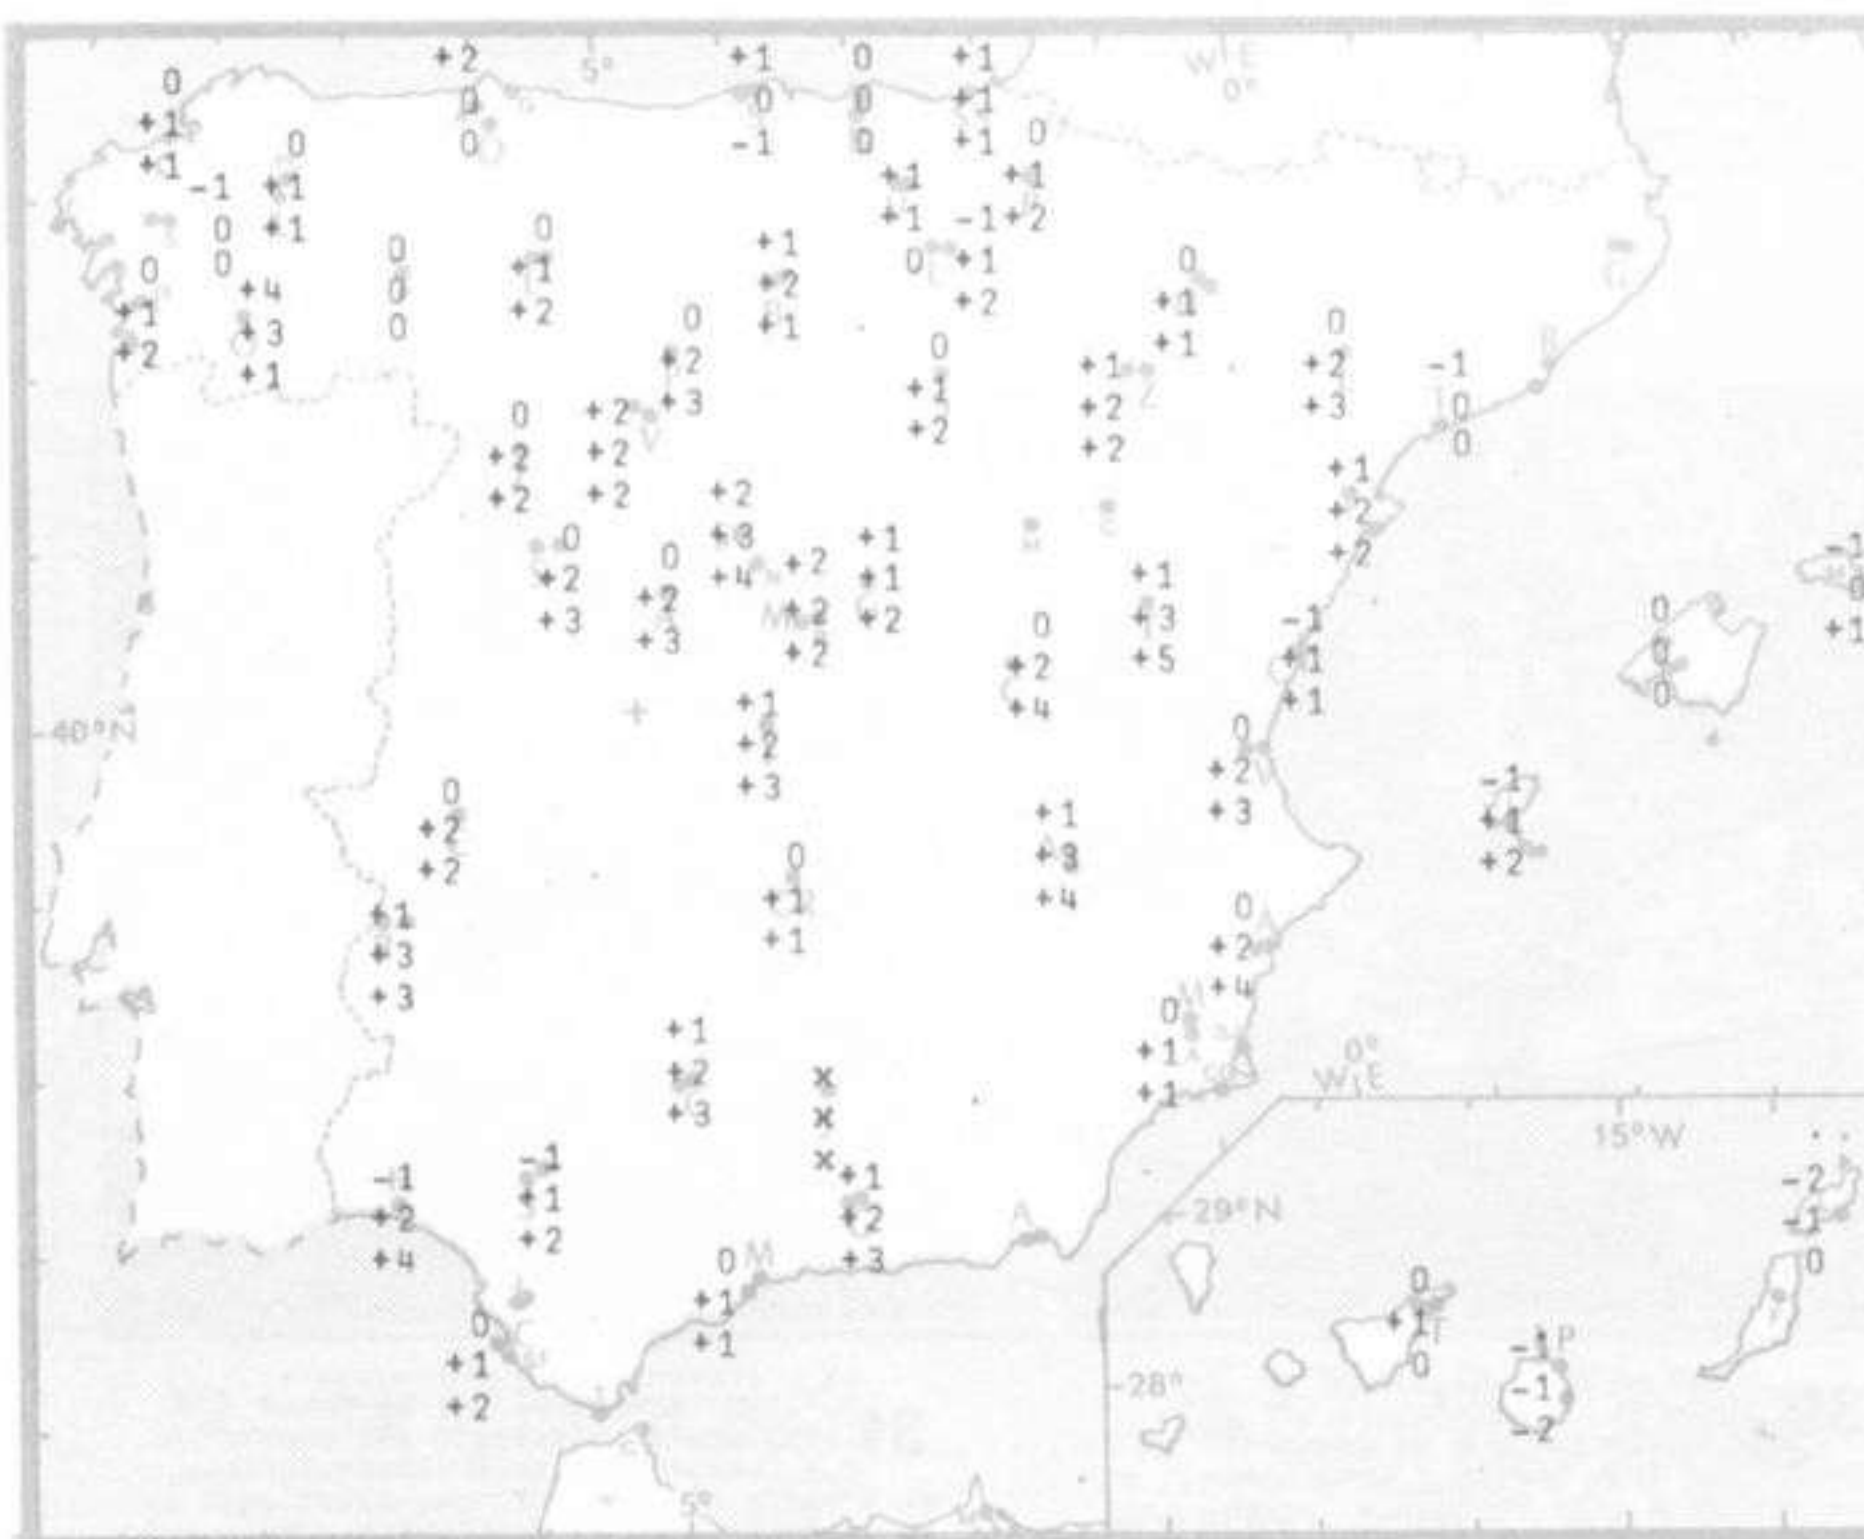 +2 5° +1 0 +1 W|E 0°
0 0 0 0 +1
+1 0 0 -1 0 +1 0
+1 -1 +1 +1 +1
0 +1 +1 -1 +2
0 0 0 0 +1 0 +1 0
+4 0 +1 +2 +2 +1
+1 +3 0 +2 +1 0 0 +1
+2 +1 +2 0 +1 +2 -1
+3 +1 +2 +3 0
0 +2 +2 +2 0
+2 +2 +1
+2 +2 +2 +2
0 +3 +1 +2 -1
+2 0 +4 +2 +1 +1 0
+3 +2 M +2 +2 0 +3 -1 0 +1
+3 +2 +2 +5 +1 0
+1 +4 +1 0
40°N +2 0
0 +3 +2 -1
+2 +1 +3 +1
+2 0 +3 +2
+1 +1 +4 0 A
+3 +1 +2
+3 +4
+1 0 M
+2 x +1 0° W|E
+3 x +1 15°W
-1 -1 x +1 -2
+2 +1 +2 A 29°N -1
+4 +2 0 M +3 0 0
0 +1 +1 T -1 P
+1 +1 0 28° -1
+2 -2
5°